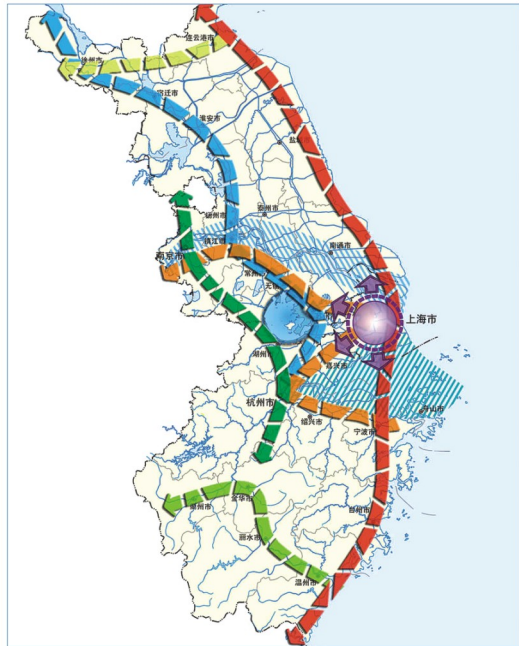 连云港市
徐州市
宿迁市
淮安市
扬州市
泰州市
镇江市
南通市
南京市
常州市
上海市
湖州市
嘉兴市
杭州市
舟山市
绍兴市
宁波市
衢州市
金华市
台州市
丽水市
温州市